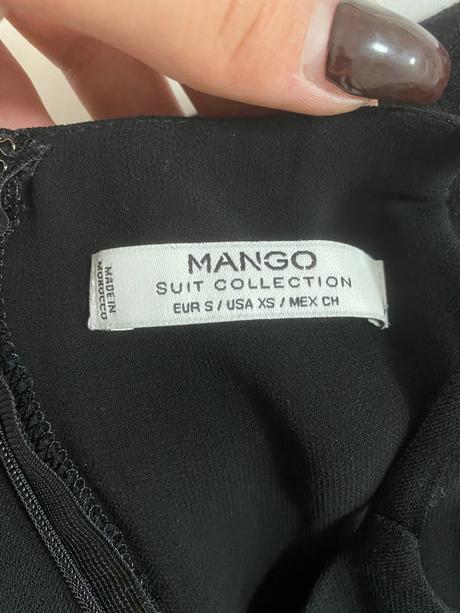 MANGO
SUIT COLLECTION
EUR S / USA XS / MEX CH
MADE IN
MOROCCO